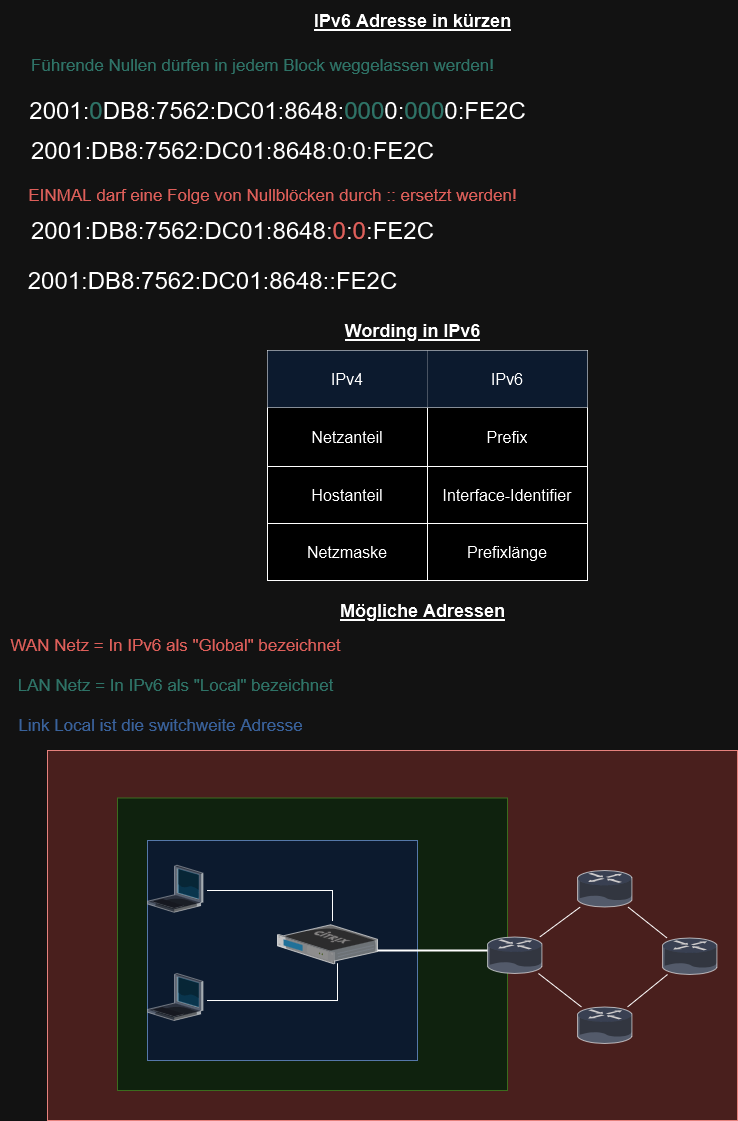 IPv6 Adresse in kürzen
Führende Nullen dürfen in jedem Block weggelassen werden!
2001:0DB8:7562:DC01:8648:0000:0000:FE2C
2001:DB8:7562:DC01:8648:0:0:FE2C
EINMAL darf eine Folge von Nullblöcken durch :: ersetzt werden!
2001:DB8:7562:DC01:8648:0:0:FE2C
2001:DB8:7562:DC01:8648::FE2C
Wording in IPv6
IPv4 IPv6
Netzanteil Prefix
Hostanteil Interface-Identifier
Netzmaske Prefixlänge
Mögliche Adressen
WAN Netz = In IPv6 als "Global" bezeichnet
LAN Netz = In IPv6 als "Local" bezeichnet
Link Local ist die switchweite Adresse
citrix